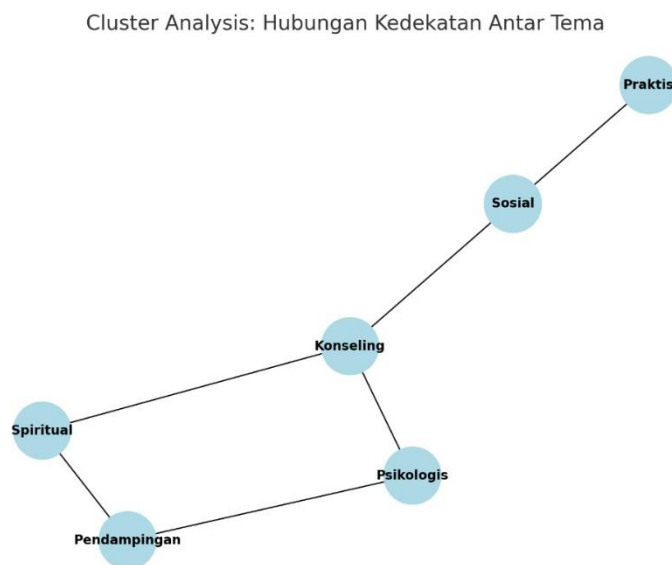 Cluster Analysis: Hubungan Kedekatan Antar Tema
Praktis
Sosial
Konseling
Spiritual
Psikologis
Pendampingan